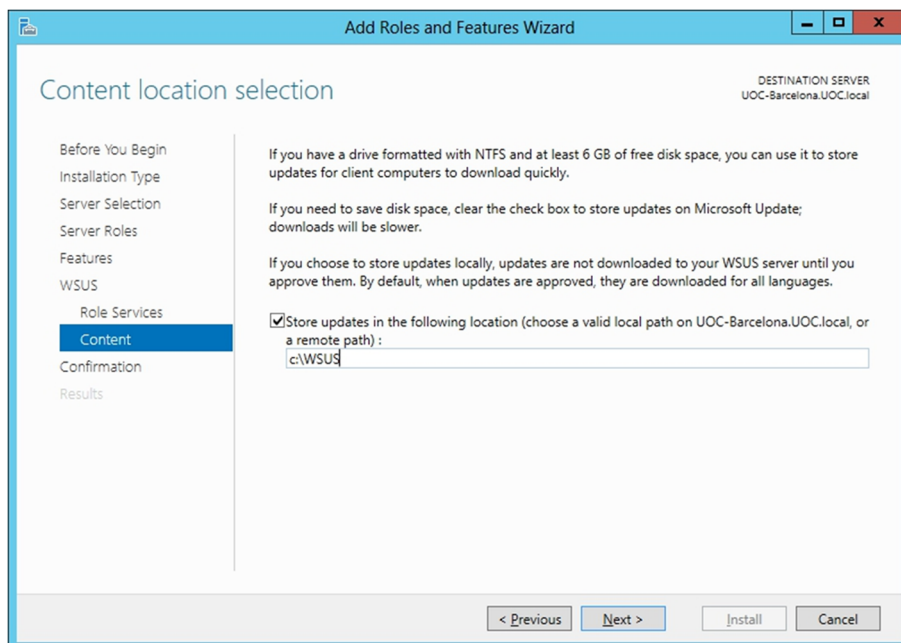 Add Roles and Features Wizard
Content location selection
DESTINATION SERVER
UOC-Barcelona.UOC.local
Before You Begin
Installation Type
Server Selection
Server Roles
Features
WSUS
Role Services
Content
Confirmation
Results
If you have a drive formatted with NTFS and at least 6 GB of free disk space, you can use it to store
updates for client computers to download quickly.
If you need to save disk space, clear the check box to store updates on Microsoft Update;
downloads will be slower.
If you choose to store updates locally, updates are not downloaded to your WSUS server until you
approve them. By default, when updates are approved, they are downloaded for all languages.
Store updates in the following location (choose a valid local path on UOC-Barcelona.UOC.local, or
a remote path) :
c:\WSUS
< Previous
Next >
Install
Cancel